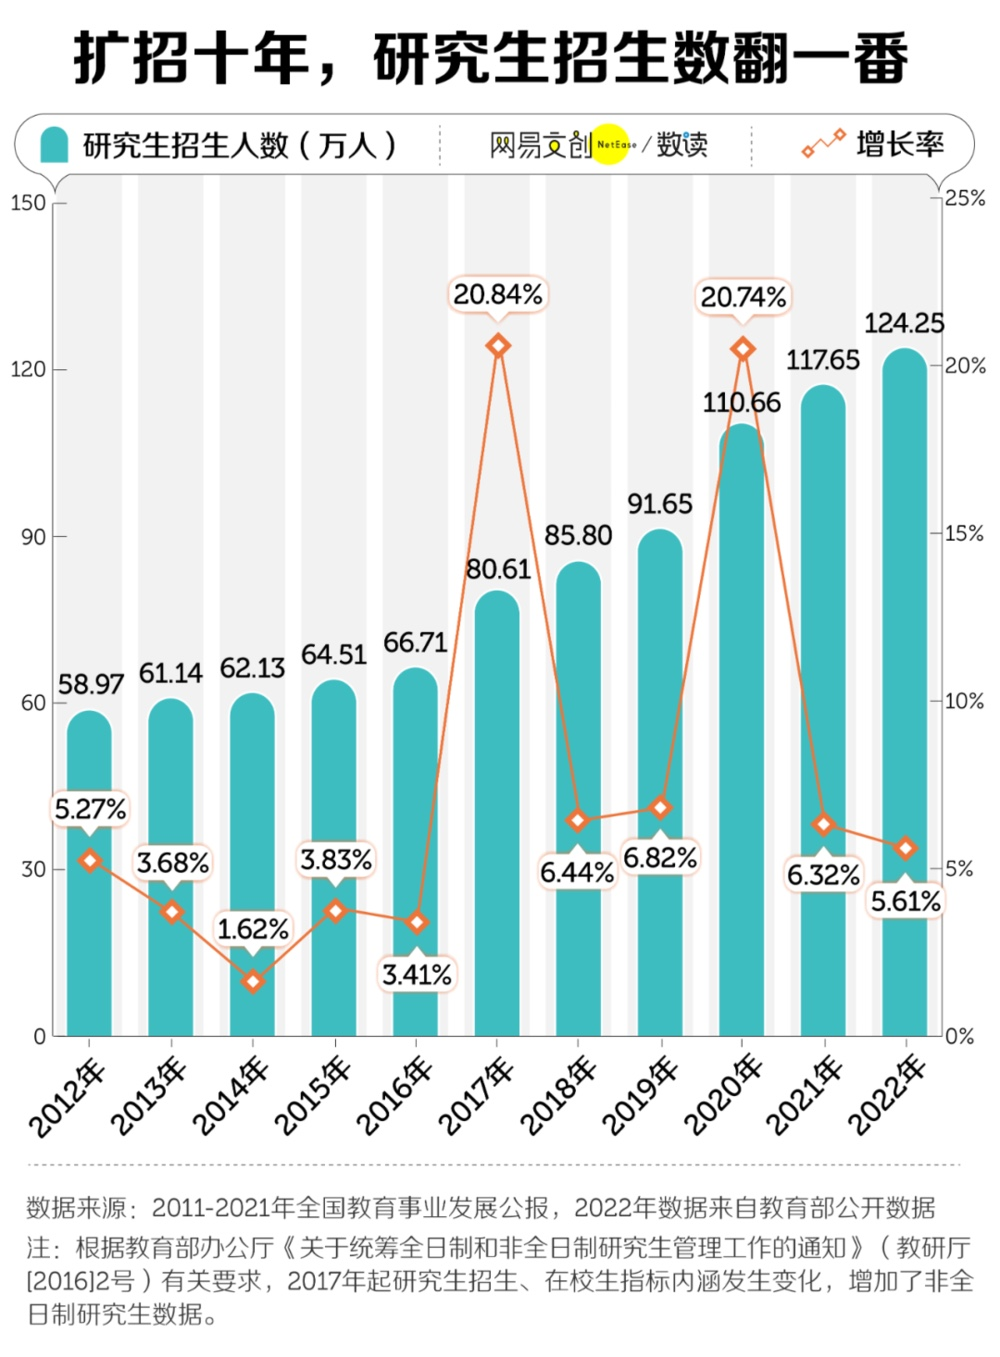 扩招十年，研究生招生数翻一番
研究生招生人数（万人）
网易文创 NetEase / 数读
增长率
150
25%
20.84%
20.74%
124.25
120
117.65
20%
110.66
91.65
90
85.80
15%
80.61
66.71
64.51
62.13
61.14
58.97
60
10%
5.27%
3.68%
3.83%
1.62%
3.41%
6.44%
6.82%
6.32%
5.61%
30
5%
0
0%
2012年
2013年
2014年
2015年
2016年
2017年
2018年
2019年
2020年
2021年
2022年
数据来源：2011-2021年全国教育事业发展公报，2022年数据来自教育部公开数据
注：根据教育部办公厅《关于统筹全日制和非全日制研究生管理工作的通知》（教研厅
[2016]2号）有关要求，2017年起研究生招生、在校生指标内涵发生变化，增加了非全
日制研究生数据。